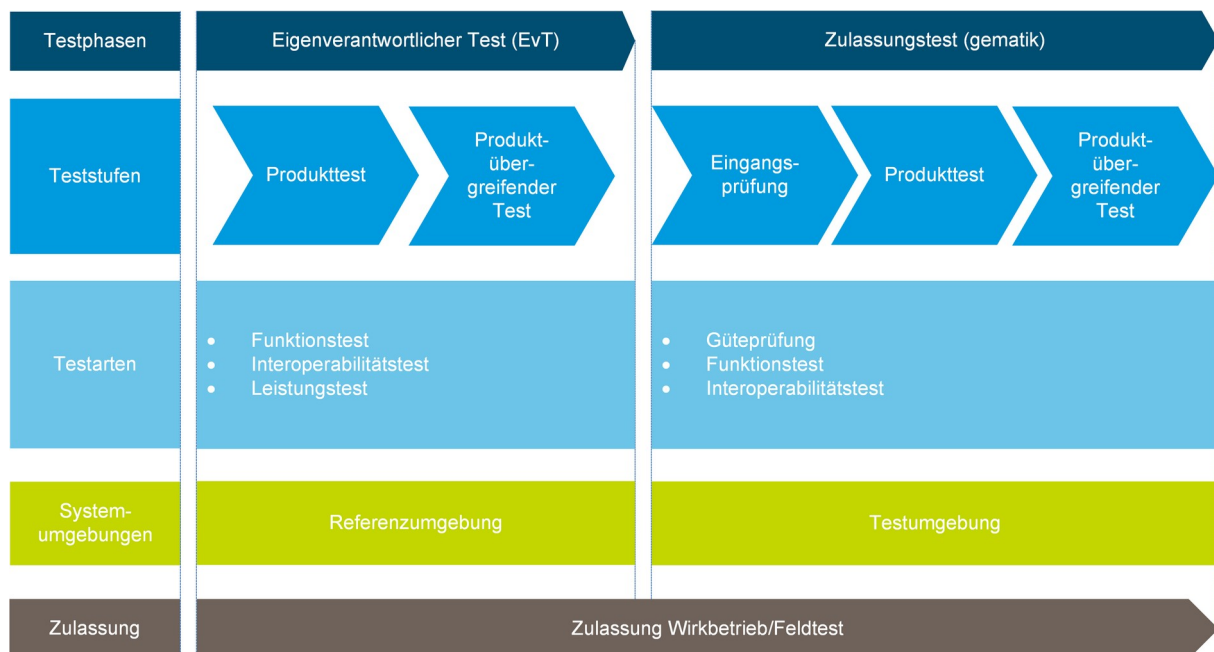 Testphasen
Eigenverantwortlicher Test (EvT)
Zulassungstest (gematik)
Teststufen
Produkttest
Produkt-
über-
greifender
Test
Eingangs-
prüfung
Produkttest
Produkt-
über-
greifender
Test
Testarten
• Funktionstest
• Interoperabilitätstest
• Leistungstest
• Güteprüfung
• Funktionstest
• Interoperabilitätstest
System-
umgebungen
Referenzumgebung
Testumgebung
Zulassung
Zulassung Wirkbetrieb/Feldtest